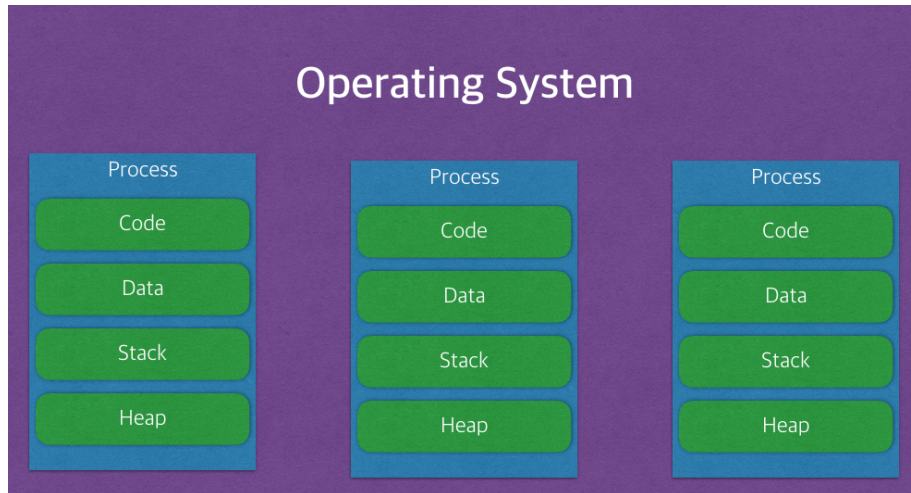 Operating System
Process
Code
Data
Stack
Heap
Process
Code
Data
Stack
Heap
Process
Code
Data
Stack
Heap